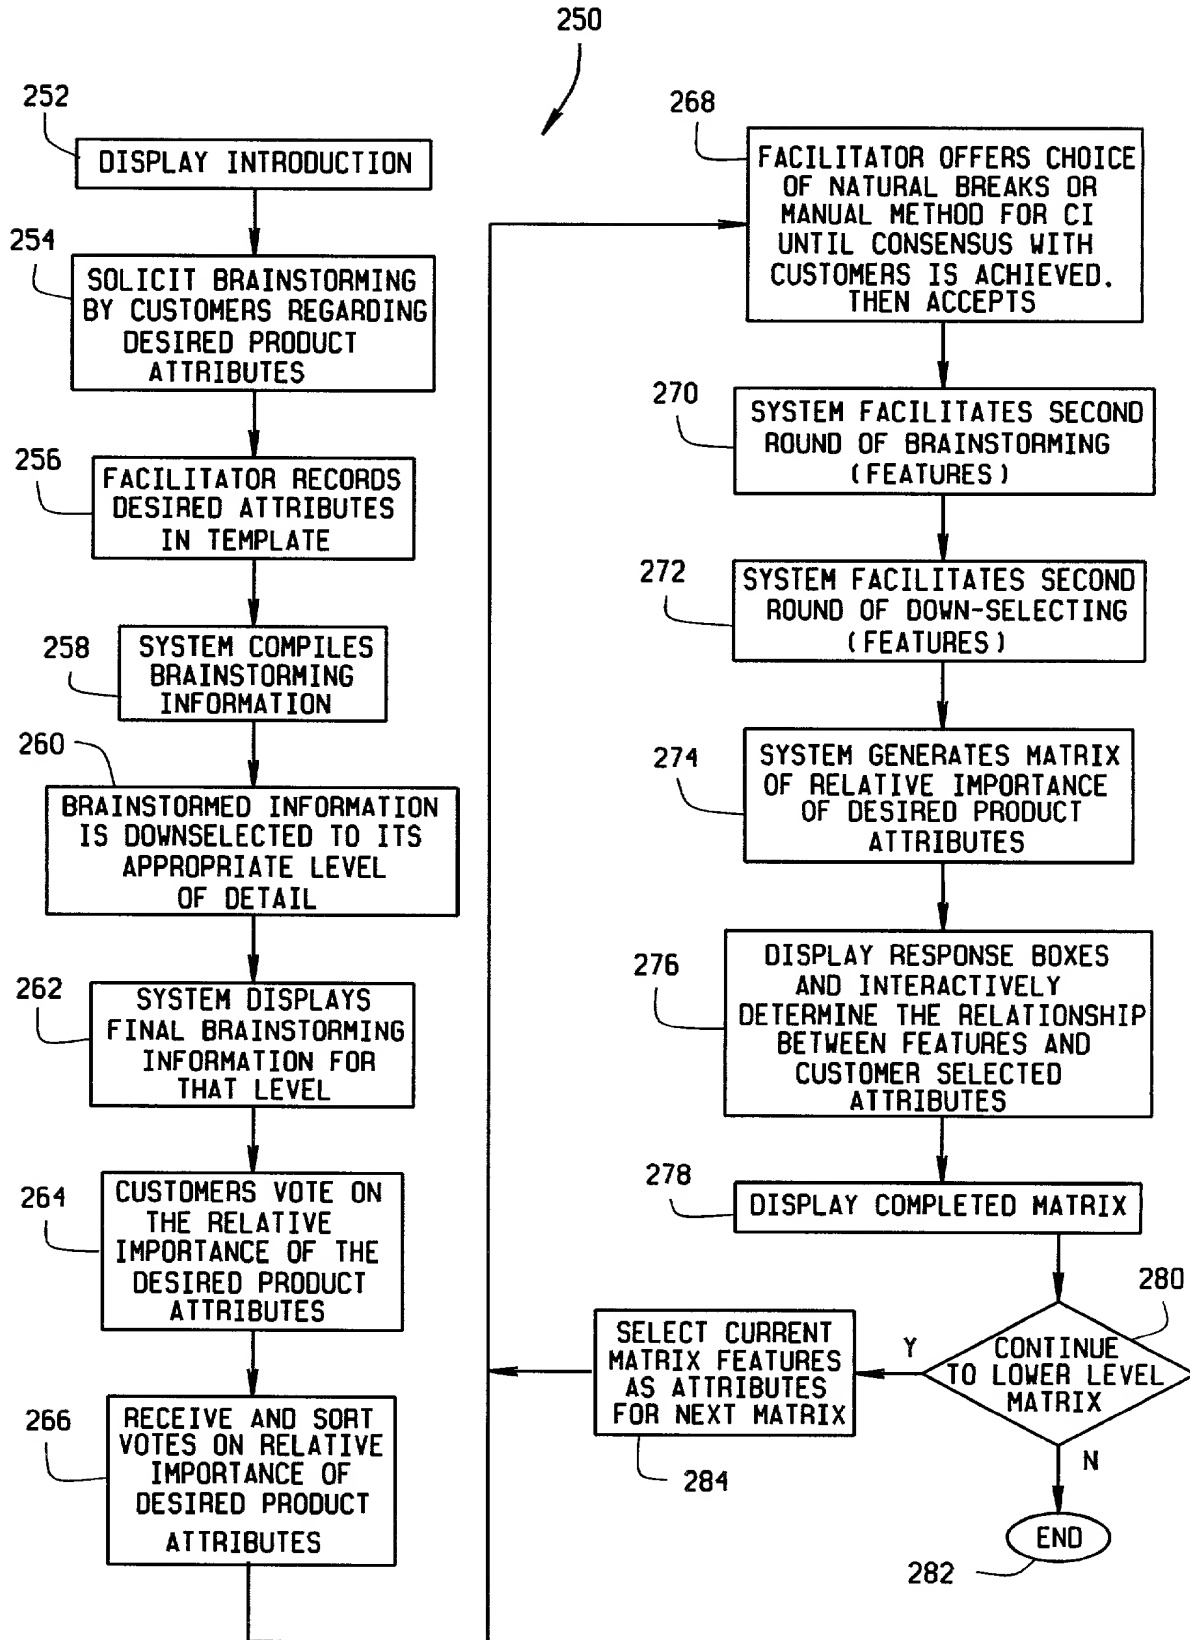 250
252
DISPLAY INTRODUCTION
254
SOLICIT BRAINSTORMING
BY CUSTOMERS REGARDING
DESIRED PRODUCT
ATTRIBUTES
256
FACILITATOR RECORDS
DESIRED ATTRIBUTES
IN TEMPLATE
258
SYSTEM COMPILES
BRAINSTORMING
INFORMATION
260
BRAINSTORMED INFORMATION
IS DOWNSELECTED TO ITS
APPROPRIATE LEVEL
OF DETAIL
262
SYSTEM DISPLAYS
FINAL BRAINSTORMING
INFORMATION FOR
THAT LEVEL
264
CUSTOMERS VOTE ON
THE RELATIVE
IMPORTANCE OF THE
DESIRED PRODUCT
ATTRIBUTES
266
RECEIVE AND SORT
VOTES ON RELATIVE
IMPORTANCE OF
DESIRED PRODUCT
ATTRIBUTES
268
FACILITATOR OFFERS CHOICE
OF NATURAL BREAKS OR
MANUAL METHOD FOR CI
UNTIL CONSENSUS WITH
CUSTOMERS IS ACHIEVED.
THEN ACCEPTS
270
SYSTEM FACILITATES SECOND
ROUND OF BRAINSTORMING
(FEATURES)
272
SYSTEM FACILITATES SECOND
ROUND OF DOWN-SELECTING
(FEATURES)
274
SYSTEM GENERATES MATRIX
OF RELATIVE IMPORTANCE
OF DESIRED PRODUCT
ATTRIBUTES
276
DISPLAY RESPONSE BOXES
AND INTERACTIVELY
DETERMINE THE RELATIONSHIP
BETWEEN FEATURES AND
CUSTOMER SELECTED
ATTRIBUTES
278
DISPLAY COMPLETED MATRIX
280
CONTINUE
TO LOWER LEVEL
MATRIX
Y
SELECT CURRENT
MATRIX FEATURES
AS ATTRIBUTES
FOR NEXT MATRIX
284
N
END
282